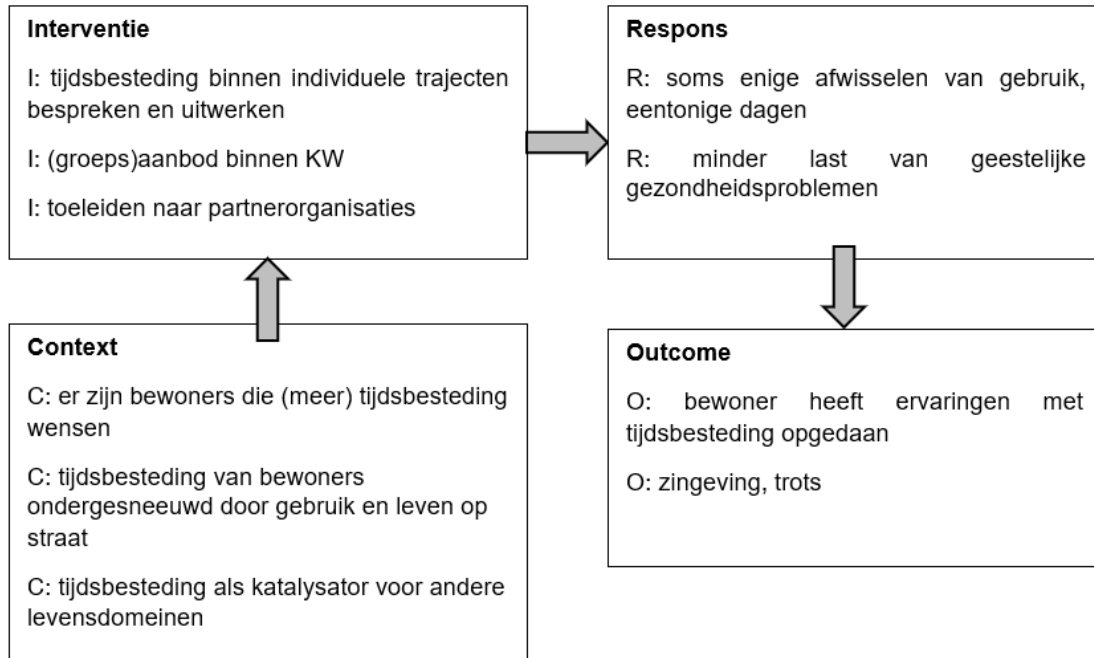 Interventie
I: tijdsbesteding binnen individuele trajecten
bespreken en uitwerken
I: (groeps)aanbod binnen KW
I: toeleiden naar partnerorganisaties
Respons
R: soms enige afwisselen van gebruik,
eentonige dagen
R: minder last van geestelijke
gezondheidsproblemen
Context
C: er zijn bewoners die (meer) tijdsbesteding
wensen
C: tijdsbesteding van bewoners
ondergesneeuwd door gebruik en leven op
straat
C: tijdsbesteding als katalysator voor andere
levensdomeinen
Outcome
O: bewoner heeft ervaringen met
tijdsbesteding opgedaan
O: zingeving, trots